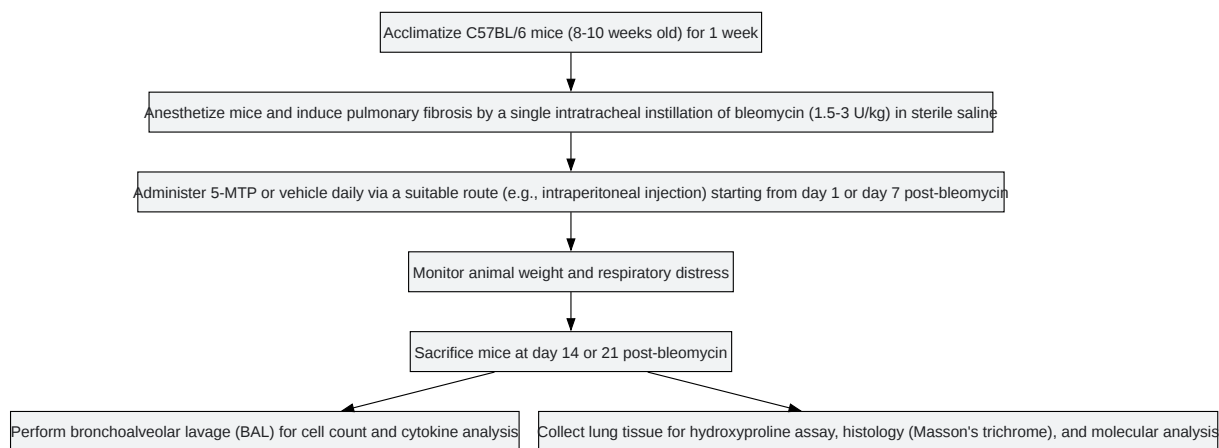 Acclimatize C57BL/6 mice (8-10 weeks old) for 1 week
Anesthetize mice and induce pulmonary fibrosis by a single intratracheal instillation of bleomycin (1.5-3 U/kg) in sterile saline
Administer 5-MTP or vehicle daily via a suitable route (e.g., intraperitoneal injection) starting from day 1 or day 7 post-bleomycin
Monitor animal weight and respiratory distress
Sacrifice mice at day 14 or 21 post-bleomycin
Perform bronchoalveolar lavage (BAL) for cell count and cytokine analysis
Collect lung tissue for hydroxyproline assay, histology (Masson's trichrome), and molecular analysis